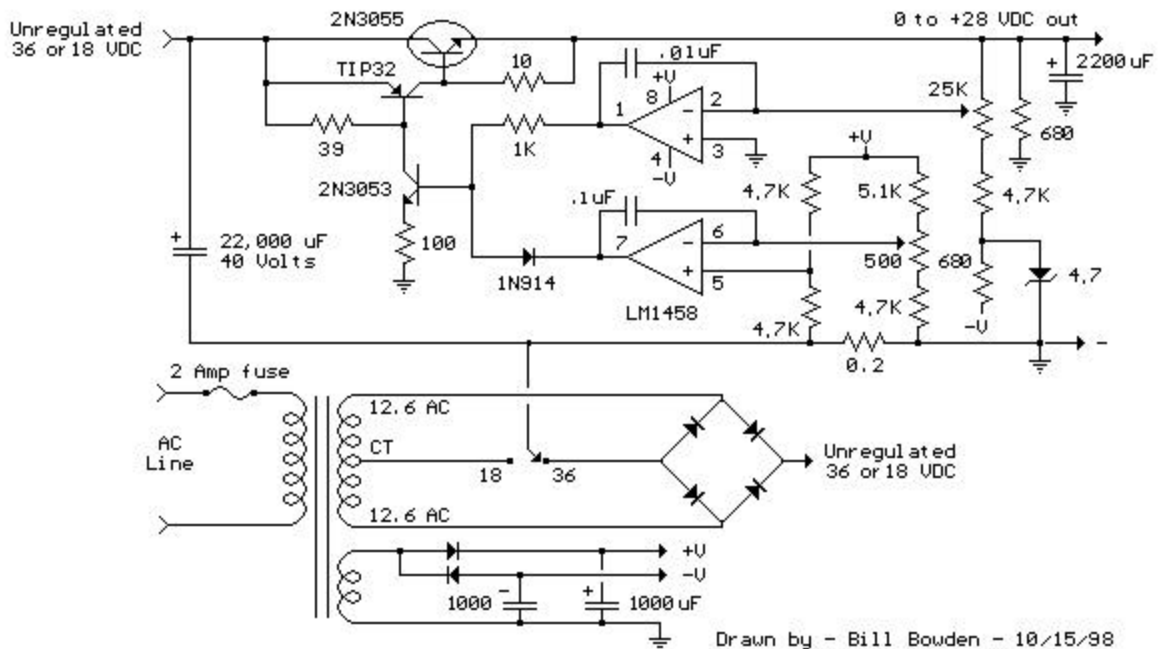 2N3055
0 to +28 VDC out
Unregulated
36 or 18 VDC
.01uF
+
2200uF
10
+V
TIP32
8
25K
1
2
-
+
3
39
1K
680
4
-V
+V
2N3053
4.7K
5.1K
4.7K
.1uF
7
6
-
+
5
+
22,000 uF
40 Volts
100
500
680
4.7
1N914
LM1458
4.7K
4.7K
-V
0.2
-
2 Amp fuse
12.6 AC
AC
Line
CT
18
36
Unregulated
36 or 18 VDC
12.6 AC
+V
-V
1000
-
+
1000uF
Drawn by - Bill Bowden - 10/15/98